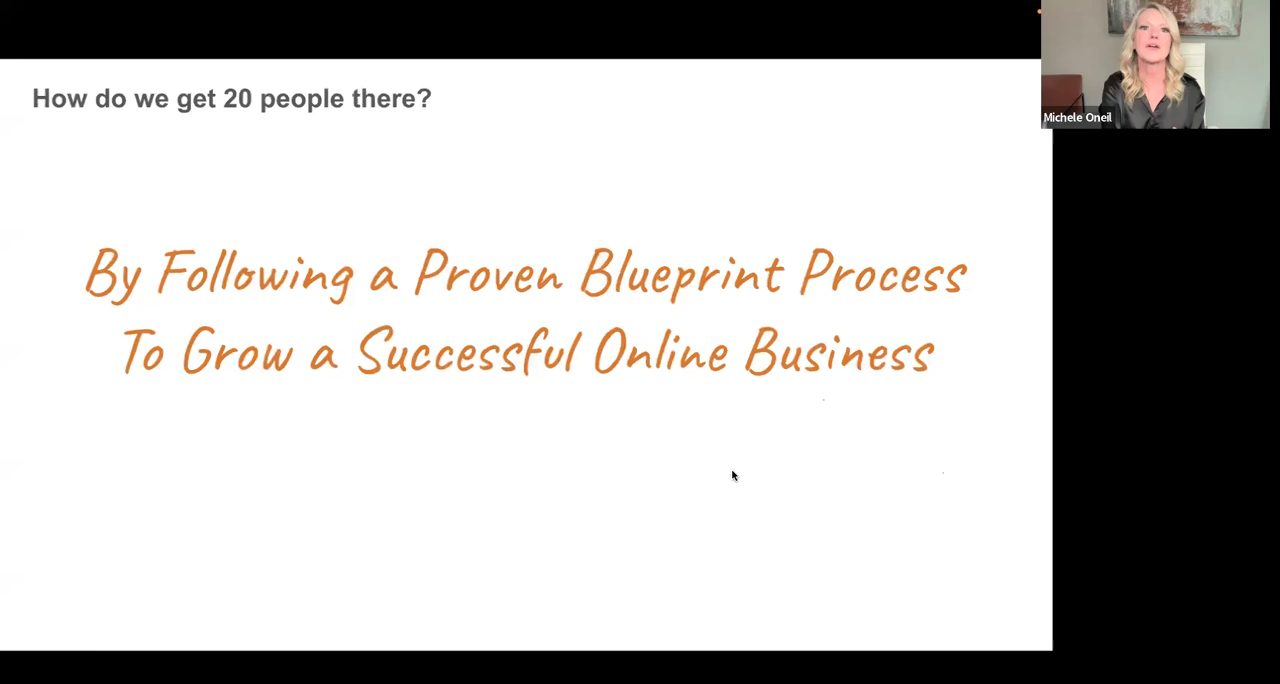 How do we get 20 people there?
Michele Oneil
By Following a Proven Blueprint Process
To Grow a Successful Online Business